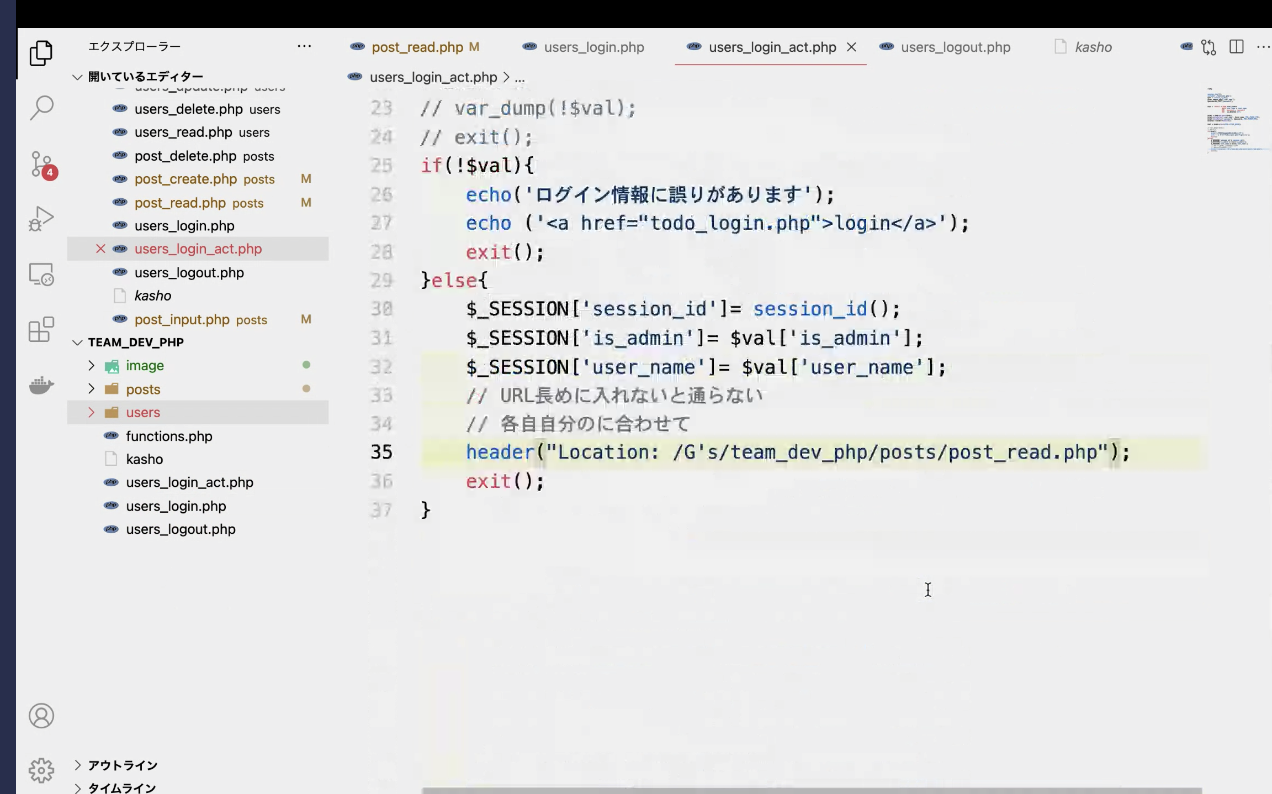 エクスプローラー
開いているエディター
users_update.php users
users_delete.php users
users_read.php users
post_delete.php posts
post_create.php posts M
post_read.php posts M
users_login.php
users_login_act.php
users_logout.php
kasho
post_input.php posts M
TEAM_DEV_PHP
image
posts
users
functions.php
kasho
users_login_act.php
users_login.php
users_logout.php
アウトライン
タイムライン
4
post_read.php M
users_login.php
users_login_act.php
users_logout.php
kasho
users_login_act.php > ...
23 // var_dump(!$val);
24 // exit();
25 if(!$val){
26 echo('ログイン情報に誤りがあります');
27 echo ('<a href="todo_login.php">login</a>');
28 exit();
29 }else{
30 $_SESSION['session_id']= session_id();
31 $_SESSION['is_admin']= $val['is_admin'];
32 $_SESSION['user_name']= $val['user_name'];
33 // URL長めに入れないと通らない
34 // 各自自分のに合わせて
35 header("Location: /G's/team_dev_php/posts/post_read.php");
36 exit();
37 }